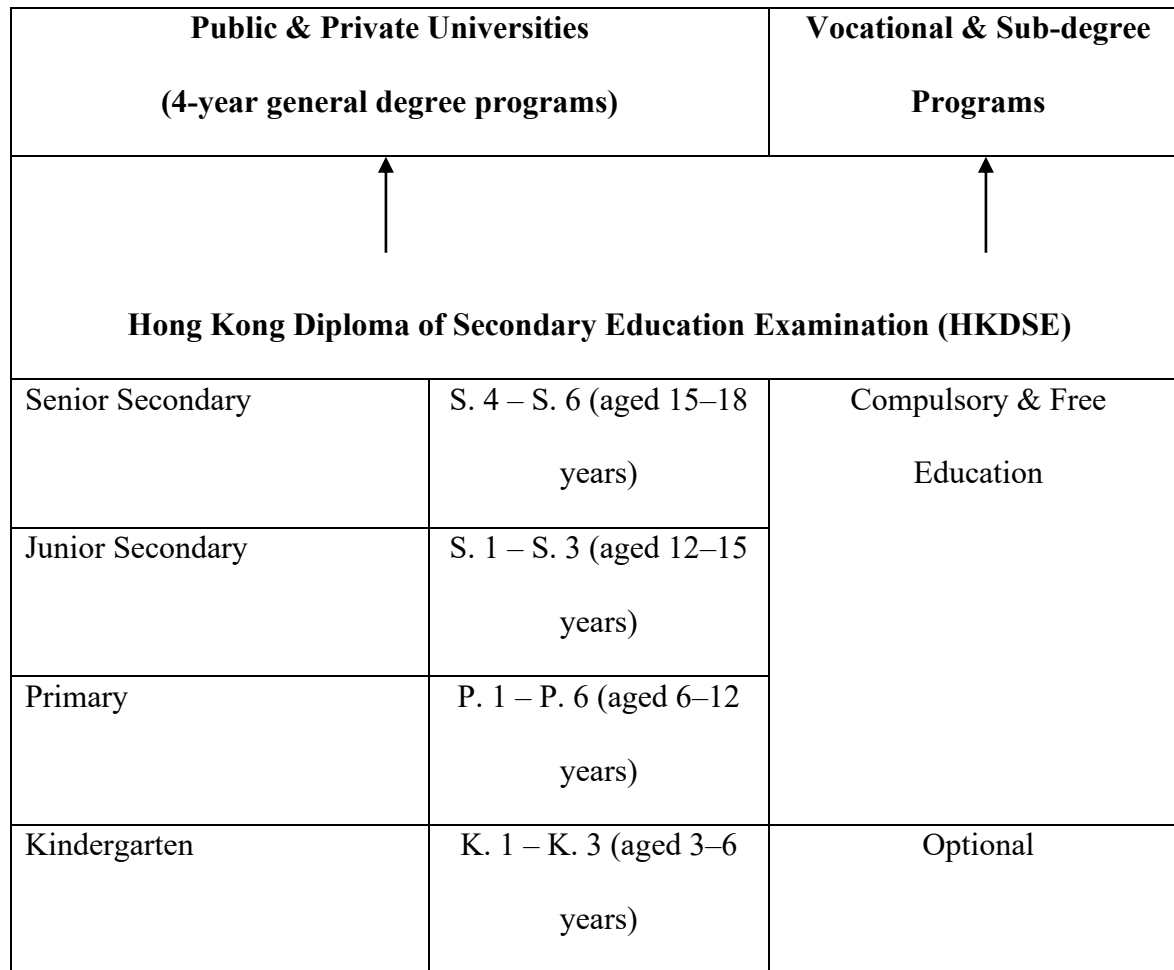 Public & Private Universities
(4-year general degree programs)
Vocational & Sub-degree
Programs
Hong Kong Diploma of Secondary Education Examination (HKDSE)
Senior Secondary
S. 4 – S. 6 (aged 15–18
years)
Compulsory & Free
Education
Junior Secondary
S. 1 – S. 3 (aged 12–15
years)
Primary
P. 1 – P. 6 (aged 6–12
years)
Kindergarten
K. 1 – K. 3 (aged 3–6
years)
Optional